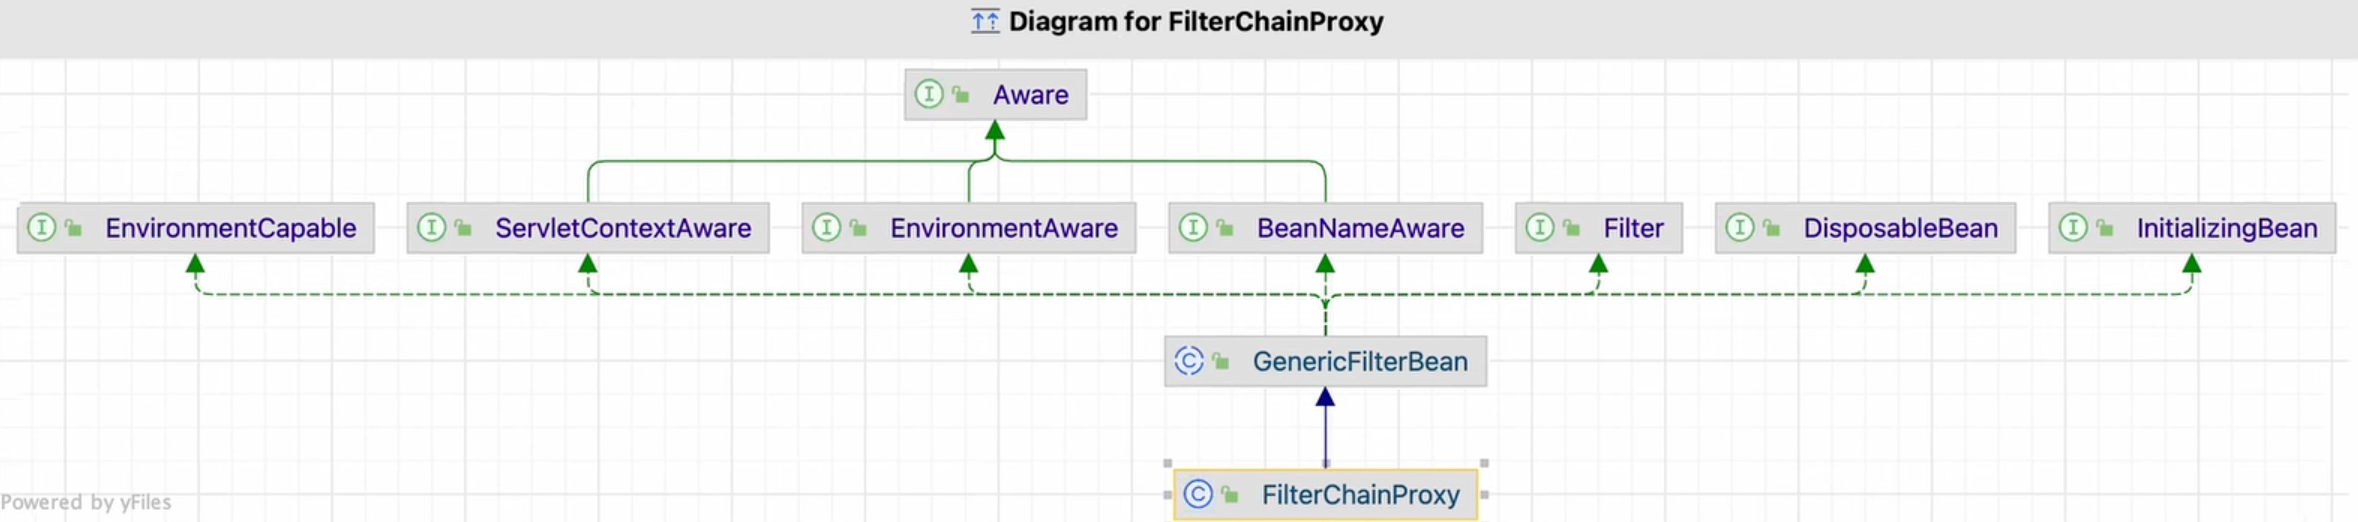 Diagram for FilterChainProxy
Aware
EnvironmentCapable
ServletContextAware
EnvironmentAware
BeanNameAware
Filter
DisposableBean
InitializingBean
GenericFilterBean
FilterChainProxy
Powered by yFiles